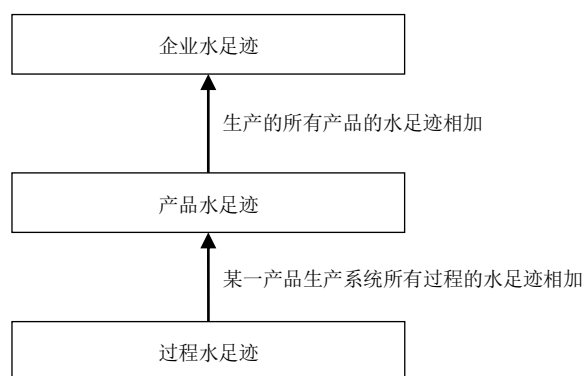 企业水足迹
生产的所有产品的水足迹相加
产品水足迹
某一产品生产系统所有过程的水足迹相加
过程水足迹